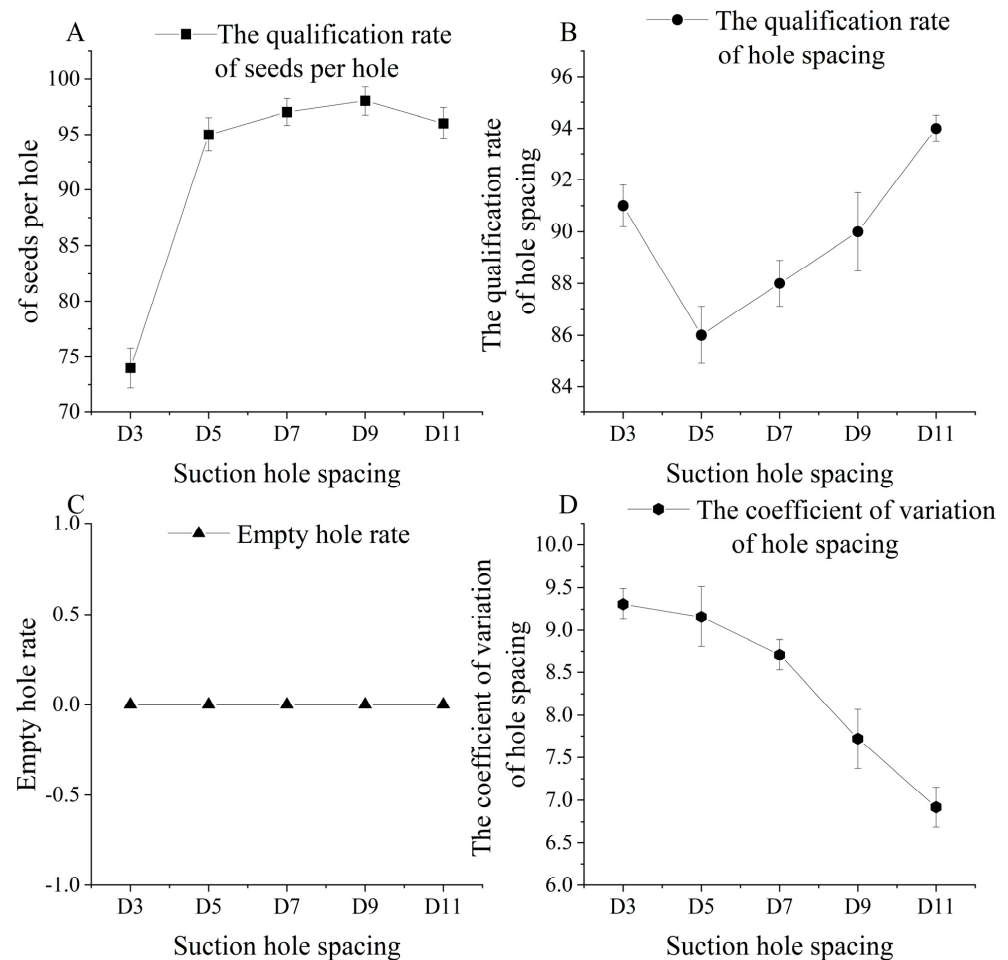 A
The qualification rate
of seeds per hole
100
95
90
85
80
75
70
of seeds per hole
D3 D5 D7 D9 D11
Suction hole spacing
B
The qualification rate
of hole spacing
96
94
92
90
88
86
84
The qualification rate
of hole spacing
D3 D5 D7 D9 D11
Suction hole spacing
C
Empty hole rate
1.0
0.5
0.0
-0.5
-1.0
Empty hole rate
D3 D5 D7 D9 D11
Suction hole spacing
D
The coefficient of variation
of hole spacing
10.0
9.5
9.0
8.5
8.0
7.5
7.0
6.5
6.0
The coefficient of variation
of hole spacing
D3 D5 D7 D9 D11
Suction hole spacing